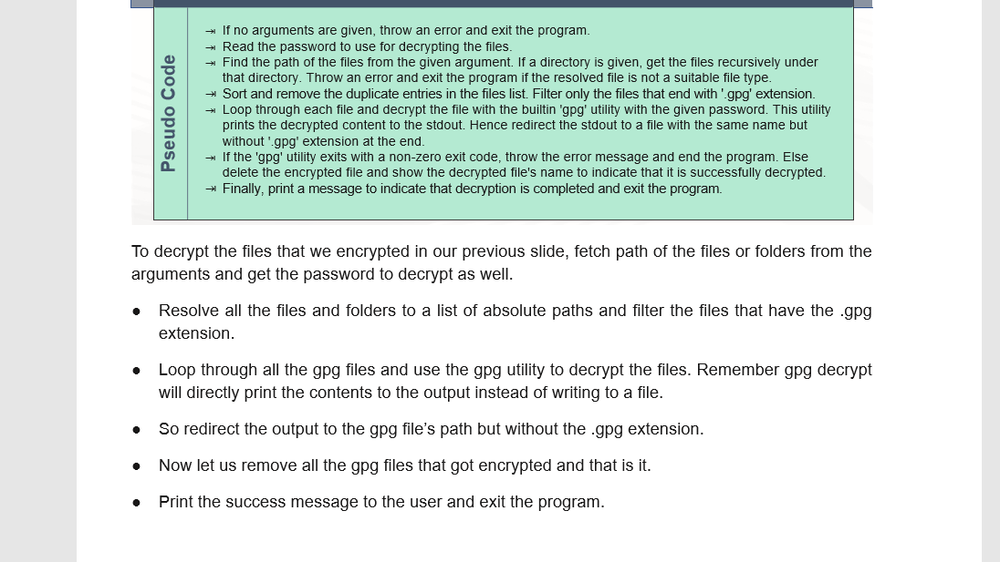 Pseudo Code
→ If no arguments are given, throw an error and exit the program.
→ Read the password to use for decrypting the files.
→ Find the path of the files from the given argument. If a directory is given, get the files recursively under
that directory. Throw an error and exit the program if the resolved file is not a suitable file type.
→ Sort and remove the duplicate entries in the files list. Filter only the files that end with '.gpg' extension.
→ Loop through each file and decrypt the file with the builtin 'gpg' utility with the given password. This utility
prints the decrypted content to the stdout. Hence redirect the stdout to a file with the same name but
without '.gpg' extension at the end.
→ If the 'gpg' utility exits with a non-zero exit code, throw the error message and end the program. Else
delete the encrypted file and show the decrypted file's name to indicate that it is successfully decrypted.
→ Finally, print a message to indicate that decryption is completed and exit the program.
To decrypt the files that we encrypted in our previous slide, fetch path of the files or folders from the
arguments and get the password to decrypt as well.
● Resolve all the files and folders to a list of absolute paths and filter the files that have the .gpg
extension.
● Loop through all the gpg files and use the gpg utility to decrypt the files. Remember gpg decrypt
will directly print the contents to the output instead of writing to a file.
● So redirect the output to the gpg file’s path but without the .gpg extension.
● Now let us remove all the gpg files that got encrypted and that is it.
● Print the success message to the user and exit the program.